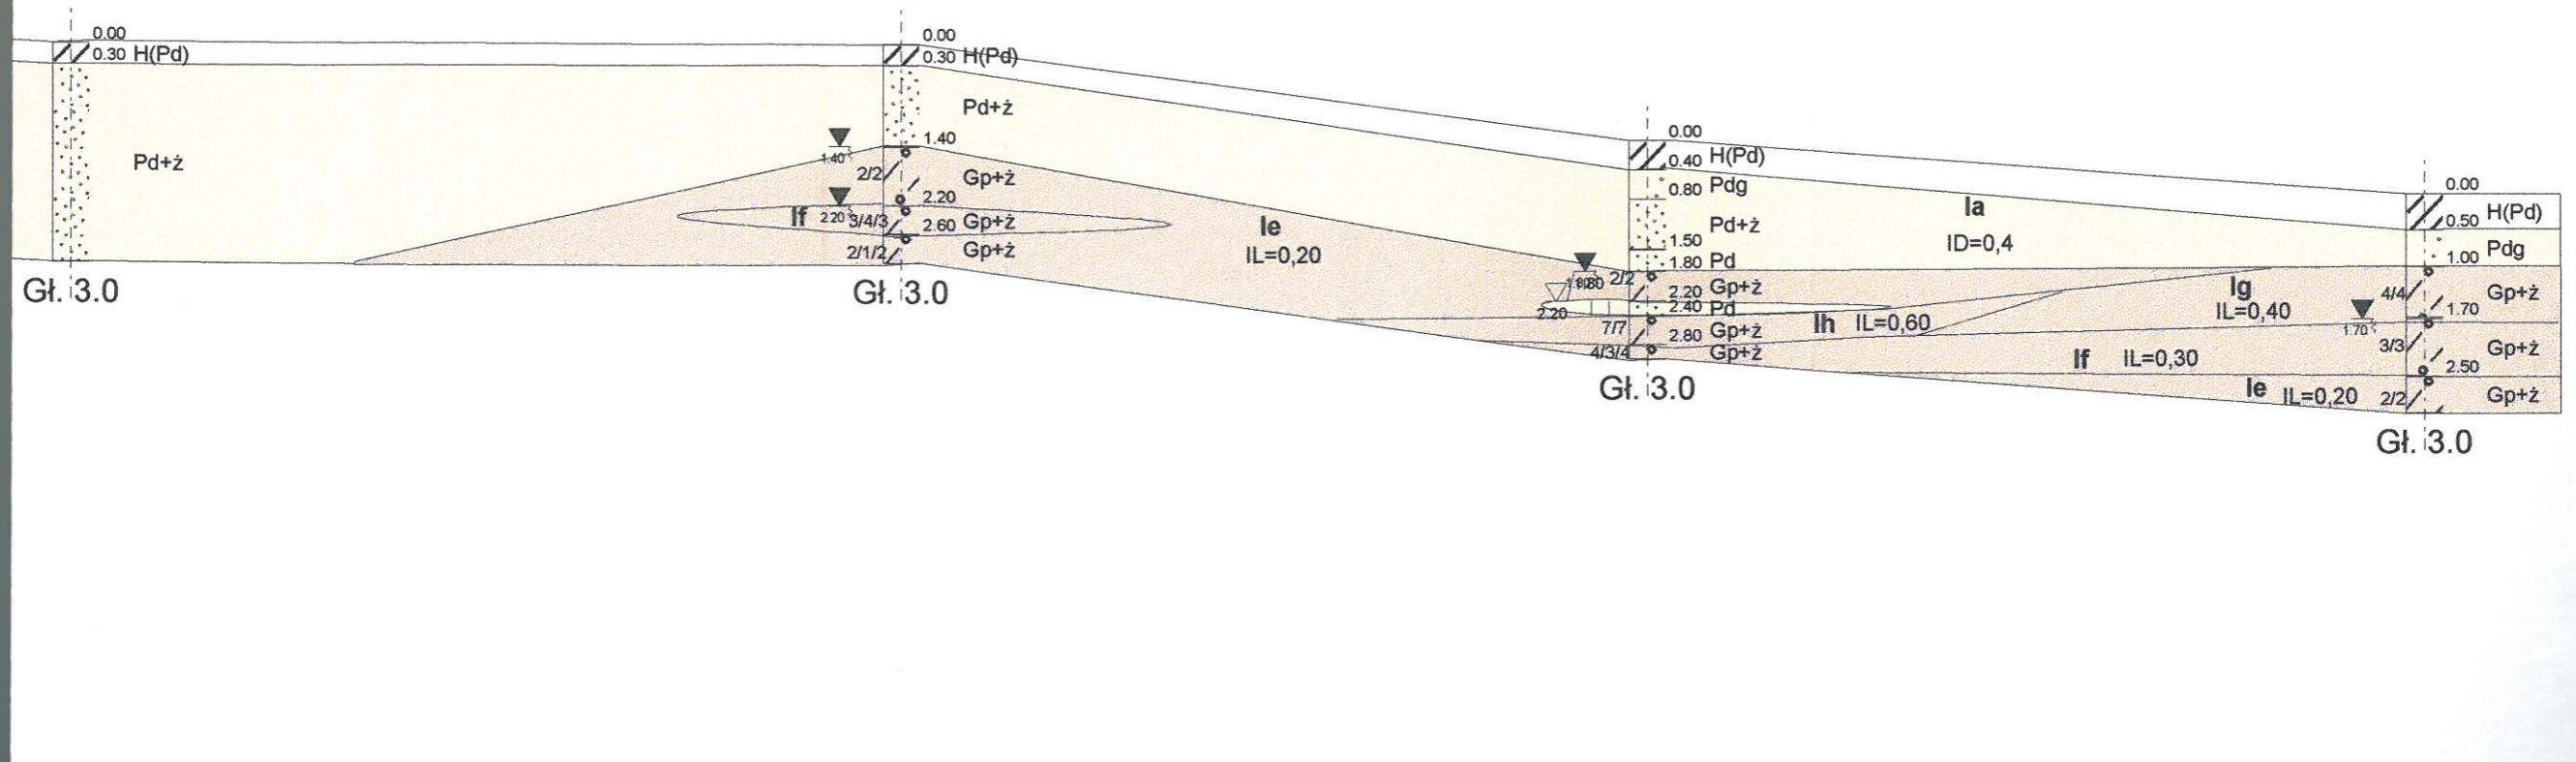 0.00
0.30 H(Pd)
Pd+ż
Gł. 3.0
0.00
0.30 H(Pd)
Pd+ż
1.40
1.40
2/2
Gp+ż
2.20
If
2.20
3/4/3
2.60 Gp+ż
2/1/2
Gp+ż
Gł. 3.0
Ie
IL=0,20
0.00
0.40 H(Pd)
0.80 Pdg
Pd+ż
1.50
1.80 Pd
2/2
2.20 Gp+ż
2.20
2.40 Pd
7/7
2.80 Gp+ż
4/3/4
Gp+ż
Gł. 3.0
Ia
ID=0,4
Ih IL=0,60
Ig
IL=0,40
If IL=0,30
Ie IL=0,20
0.00
H(Pd)
0.50
Pdg
1.00
4/4
Gp+ż
1.70
1.70
3/3
Gp+ż
2.50
2/2
Gp+ż
Gł. 3.0